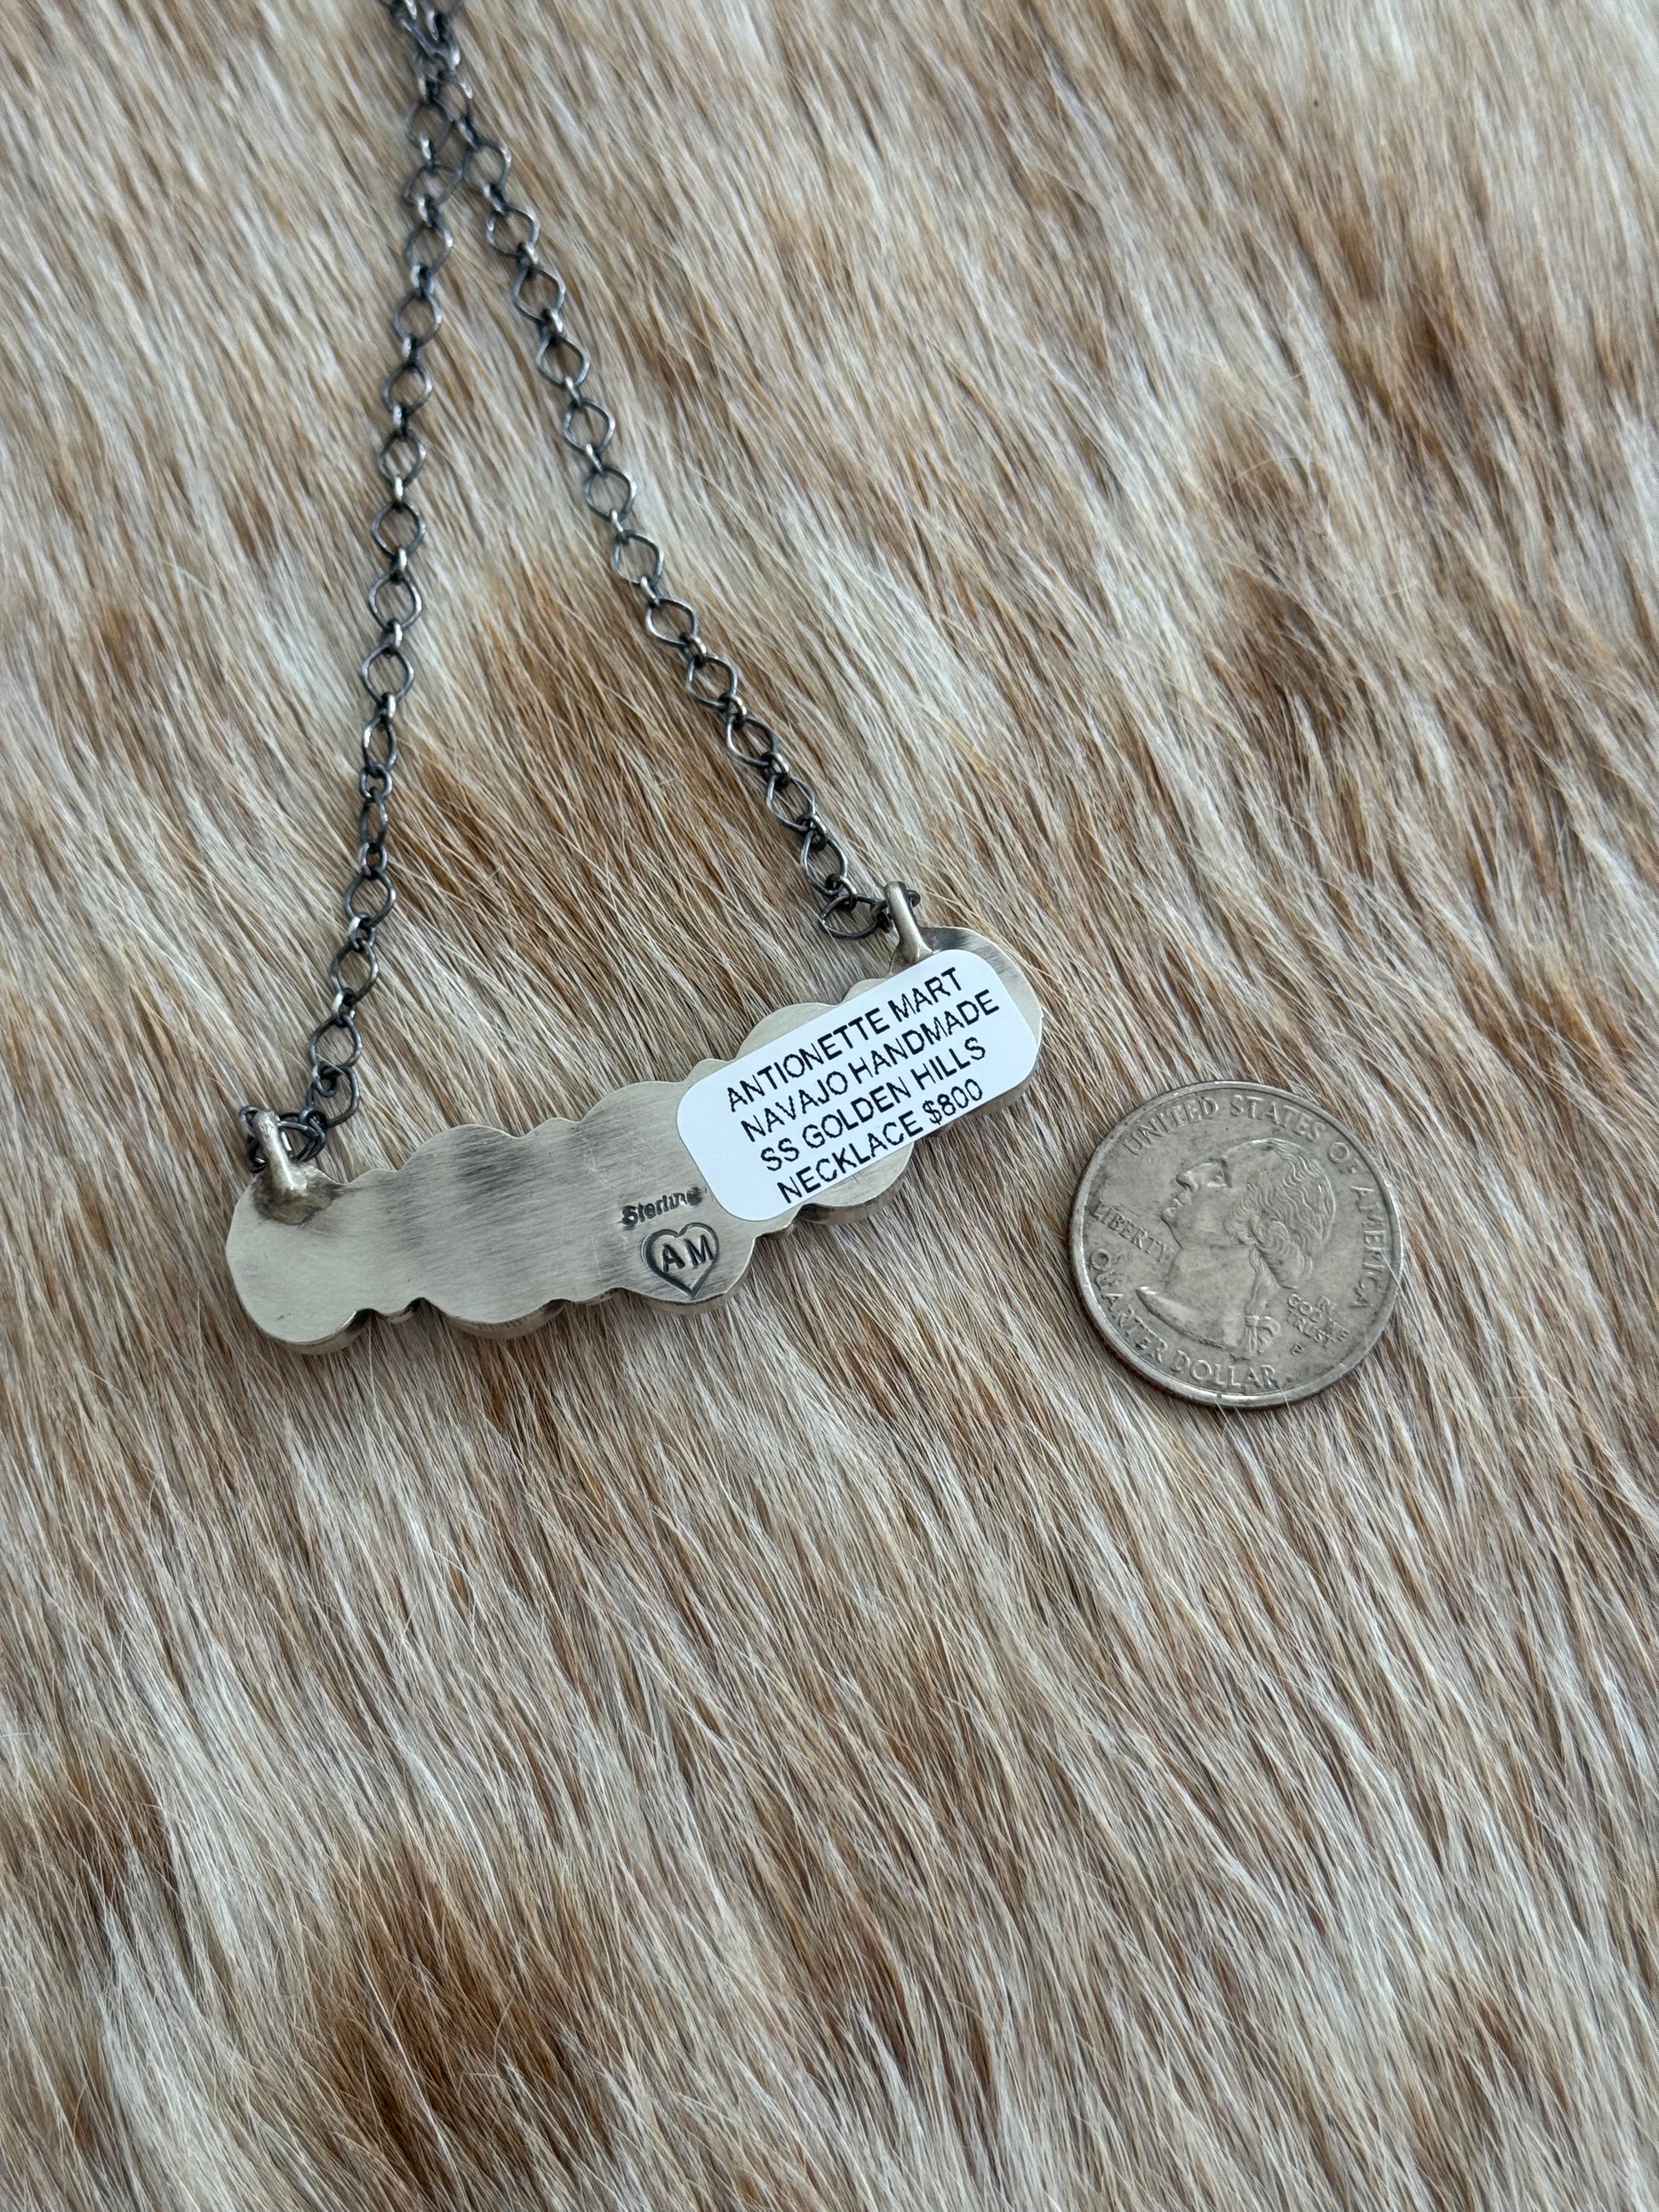 ANTIONETTE MART
NAVAJO HANDMADE
SS GOLDEN HILLS
NECKLACE $800
Sterling
AM
UNITED STATES OF AMERICA
LIBERTY
IN
GOD WE
TRUST
P
QUARTER DOLLAR